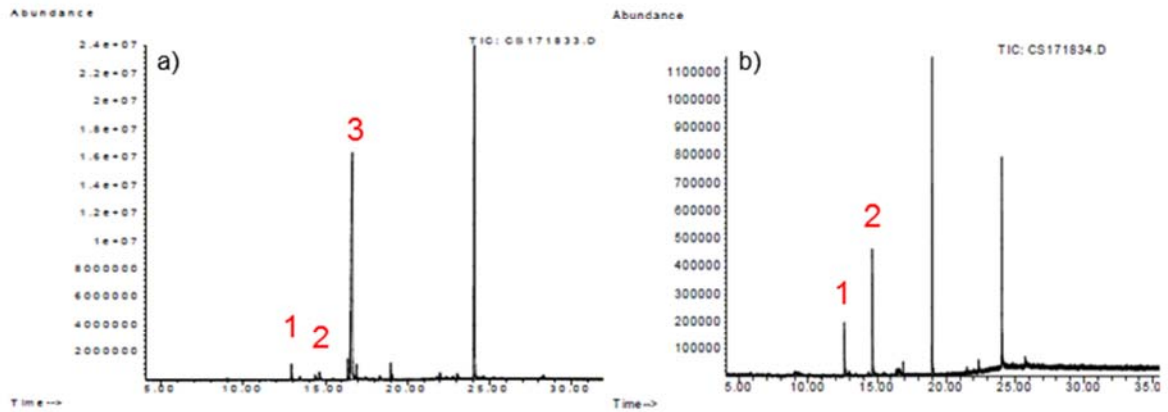 Abundance
TIC: CS171833.D
a)
2.4e+07
2.2e+07
2e+07
1.8e+07
1.6e+07
1.4e+07
1.2e+07
1e+07
8000000
6000000
4000000
2000000
1
2
3
5.00 10.00 15.00 20.00 25.00 30.00
Time-->
Abundance
TIC: CS171834.D
b)
1100000
1000000
900000
800000
700000
600000
500000
400000
300000
200000
100000
1
2
5.00 10.00 15.00 20.00 25.00 30.00 35.0
Time-->